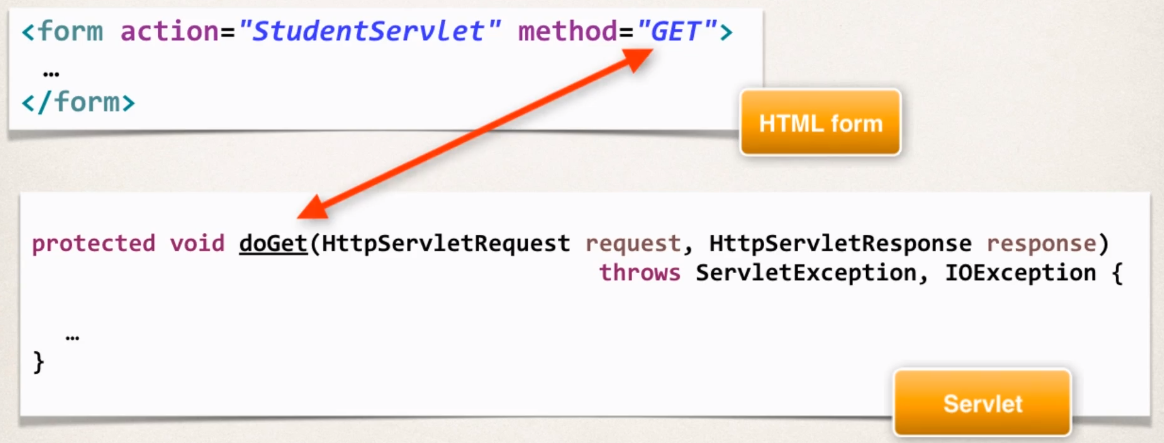 <form action="StudentServlet" method="GET">
…
</form>
HTML form
protected void doGet(HttpServletRequest request, HttpServletResponse response)
throws ServletException, IOException {
…
}
Servlet